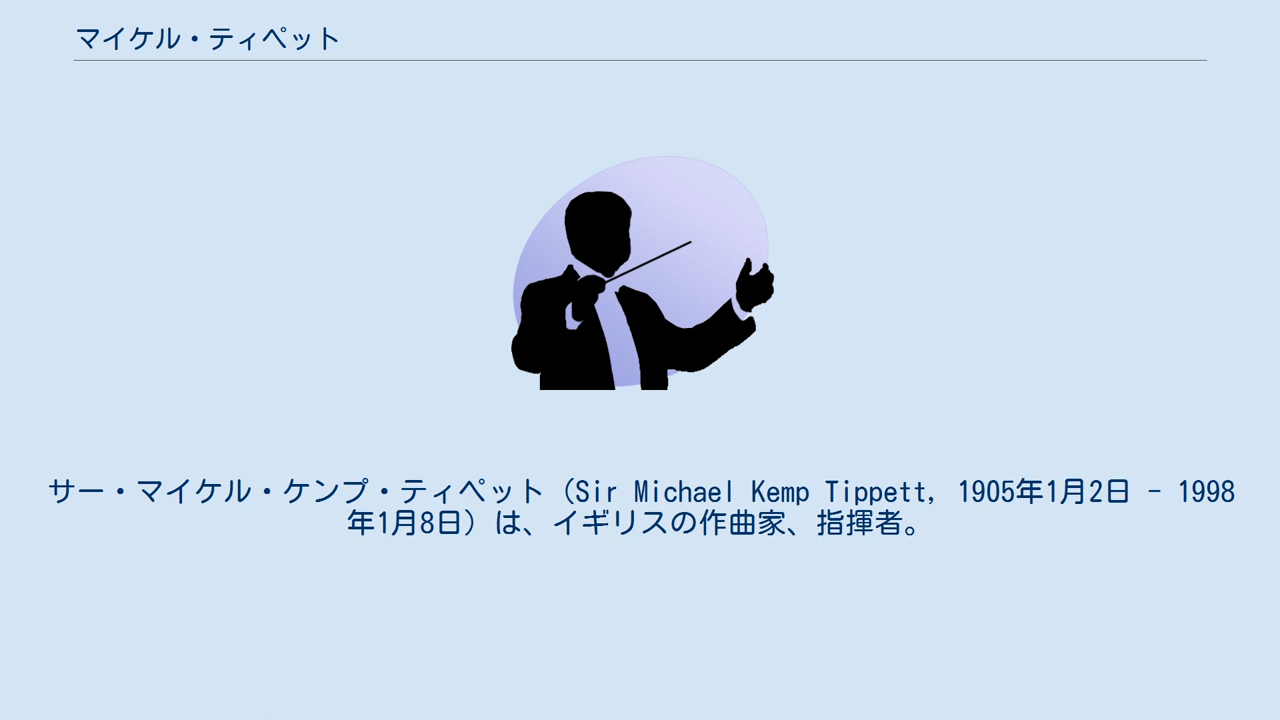 マイケル・ティペット
サー・マイケル・ケンプ・ティペット（Sir Michael Kemp Tippett, 1905年1月2日 - 1998
年1月8日）は、イギリスの作曲家、指揮者。